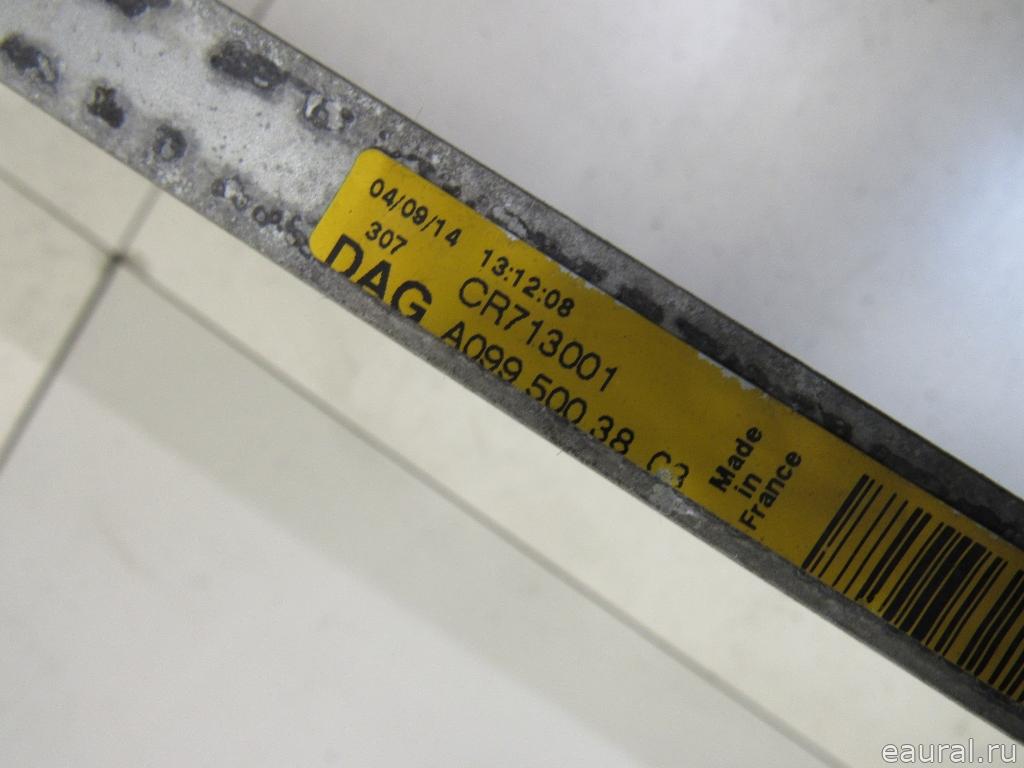 04/09/14 13:12:08
307 CR713001
DAG A099 500 38 03
Made
in
France
eaural.ru